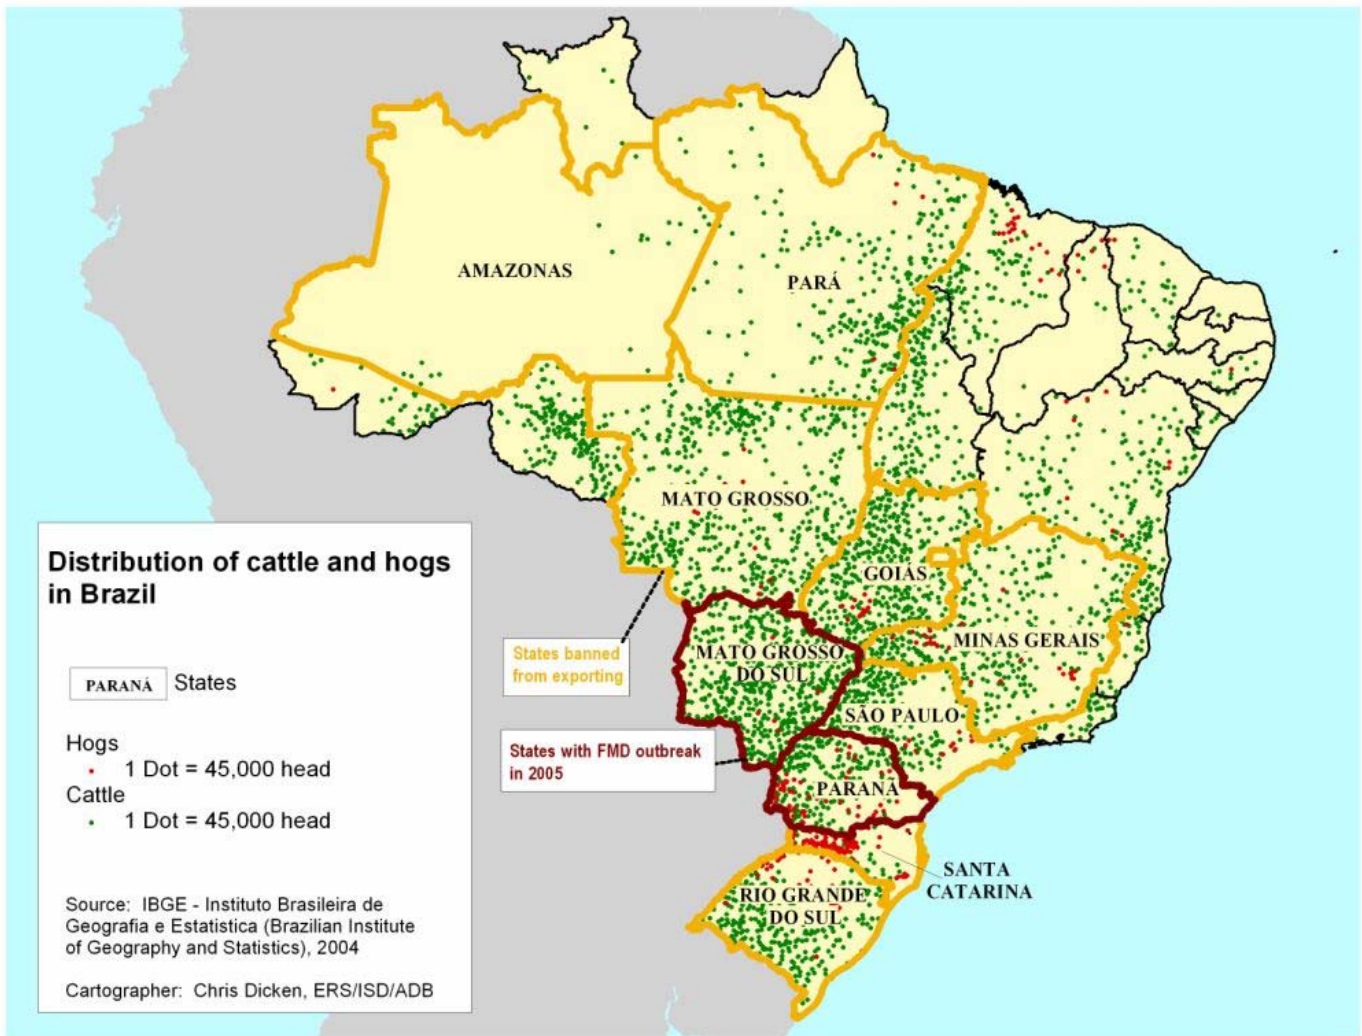 AMAZONAS
PARÁ
MATO GROSSO
GOIÁS
MINAS GERAIS
MATO GROSSO
DO SUL
SÃO PAULO
PARANÁ
SANTA
CATARINA
RIO GRANDE
DO SUL
States banned
from exporting
States with FMD outbreak
in 2005
Distribution of cattle and hogs
in Brazil
PARANÁ States
Hogs
1 Dot = 45,000 head
Cattle
1 Dot = 45,000 head
Source: IBGE - Instituto Brasileira de
Geografia e Estatistica (Brazilian Institute
of Geography and Statistics), 2004
Cartographer: Chris Dicken, ERS/ISD/ADB